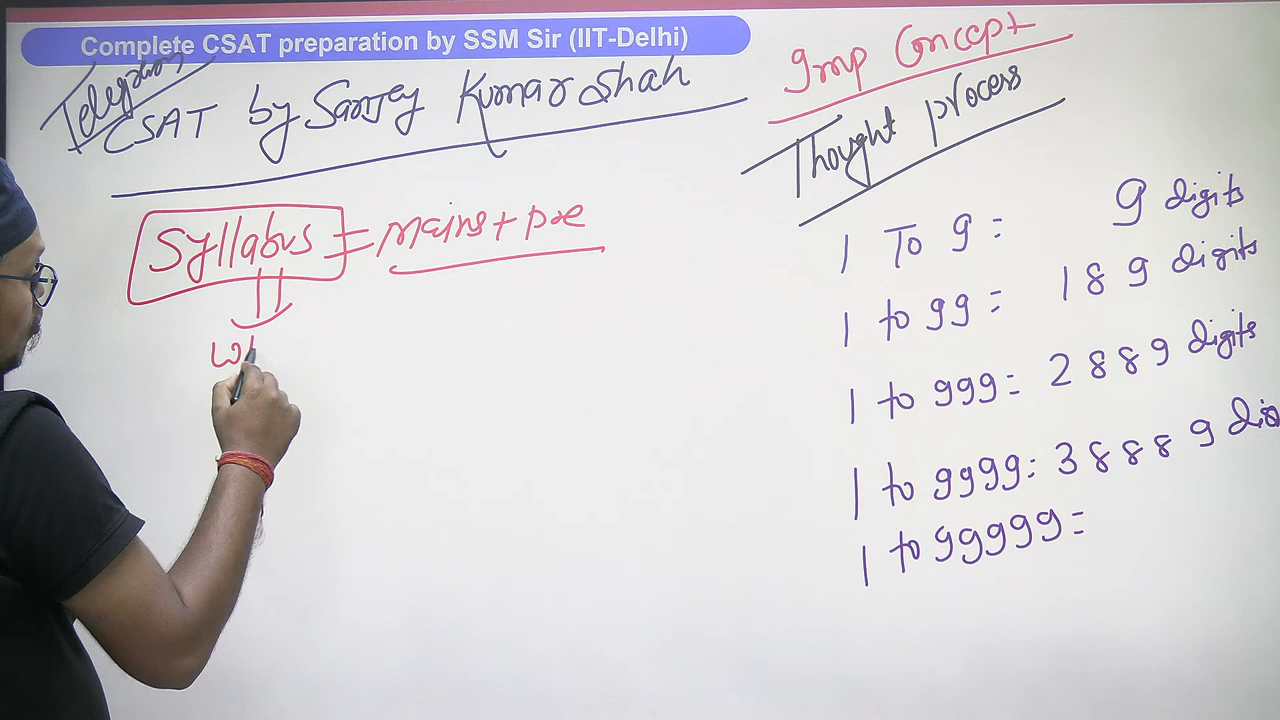 Complete CSAT preparation by SSM Sir (IIT-Delhi)
Telegram
CSAT by Sanjay Kumar Shah
Syllabus = mains + pre
Group Concept
Thought process
1 To 9 = 9 digits
1 to 99 = 189 digits
1 to 999 = 2889 digits
1 to 9999 = 38889
1 to 99999 =